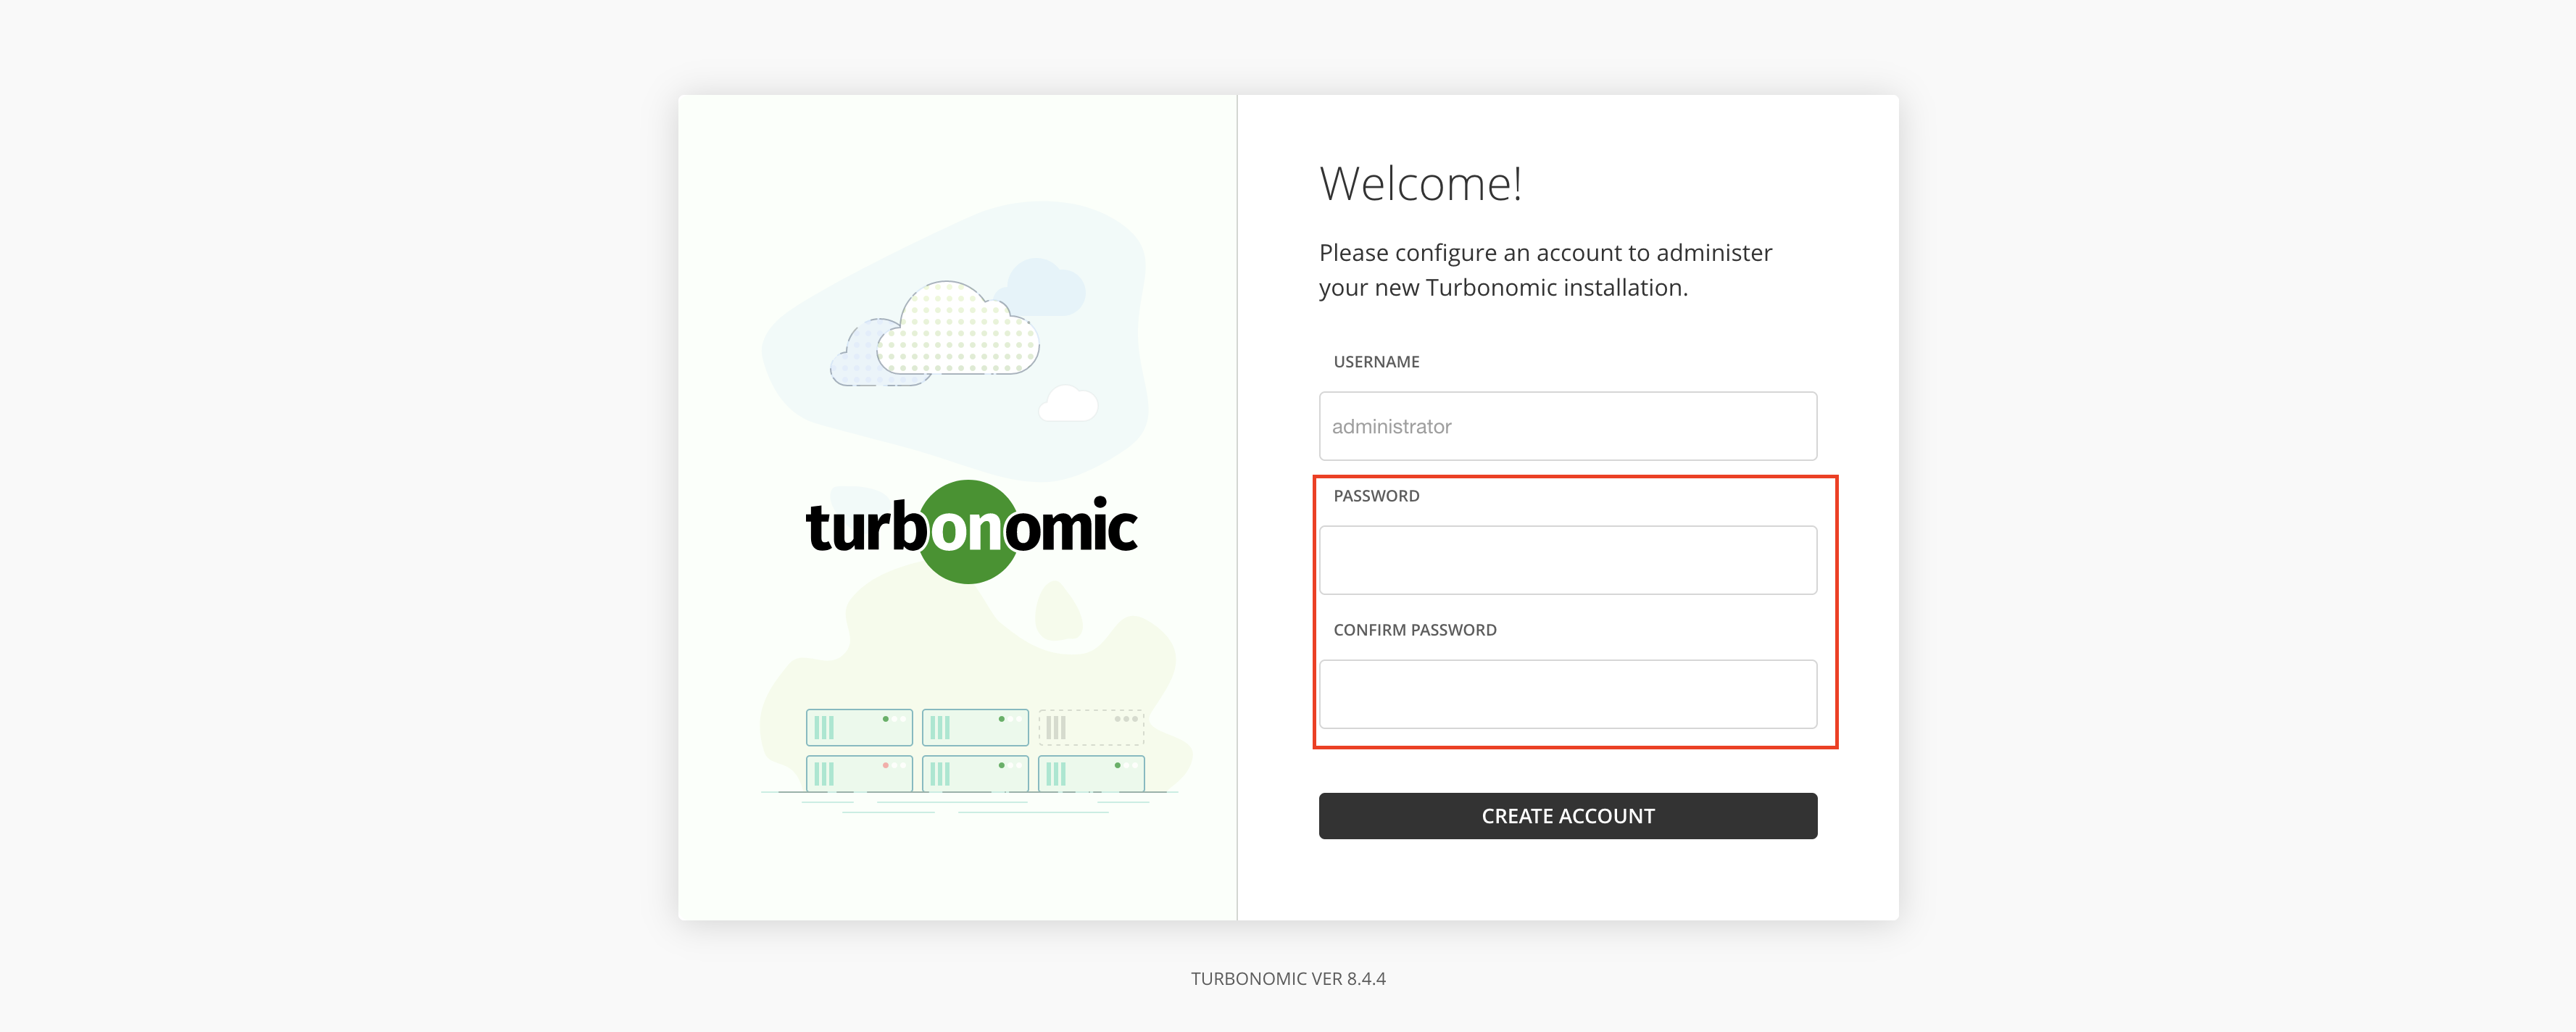 turbonomic
Welcome!
Please configure an account to administer
your new Turbonomic installation.
USERNAME
administrator
PASSWORD
CONFIRM PASSWORD
CREATE ACCOUNT
TURBONOMIC VER 8.4.4